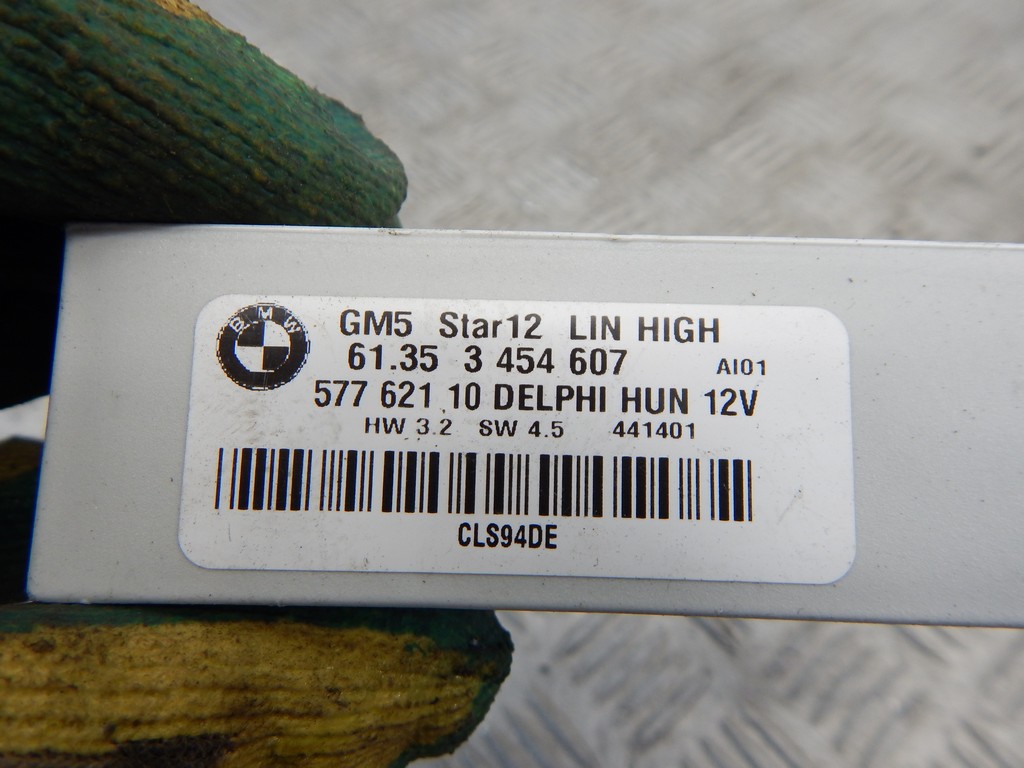 BMW
GM5 Star12 LIN HIGH
61.35 3 454 607 AI01
577 621 10 DELPHI HUN 12V
HW 3.2 SW 4.5 441401
CLS94DE